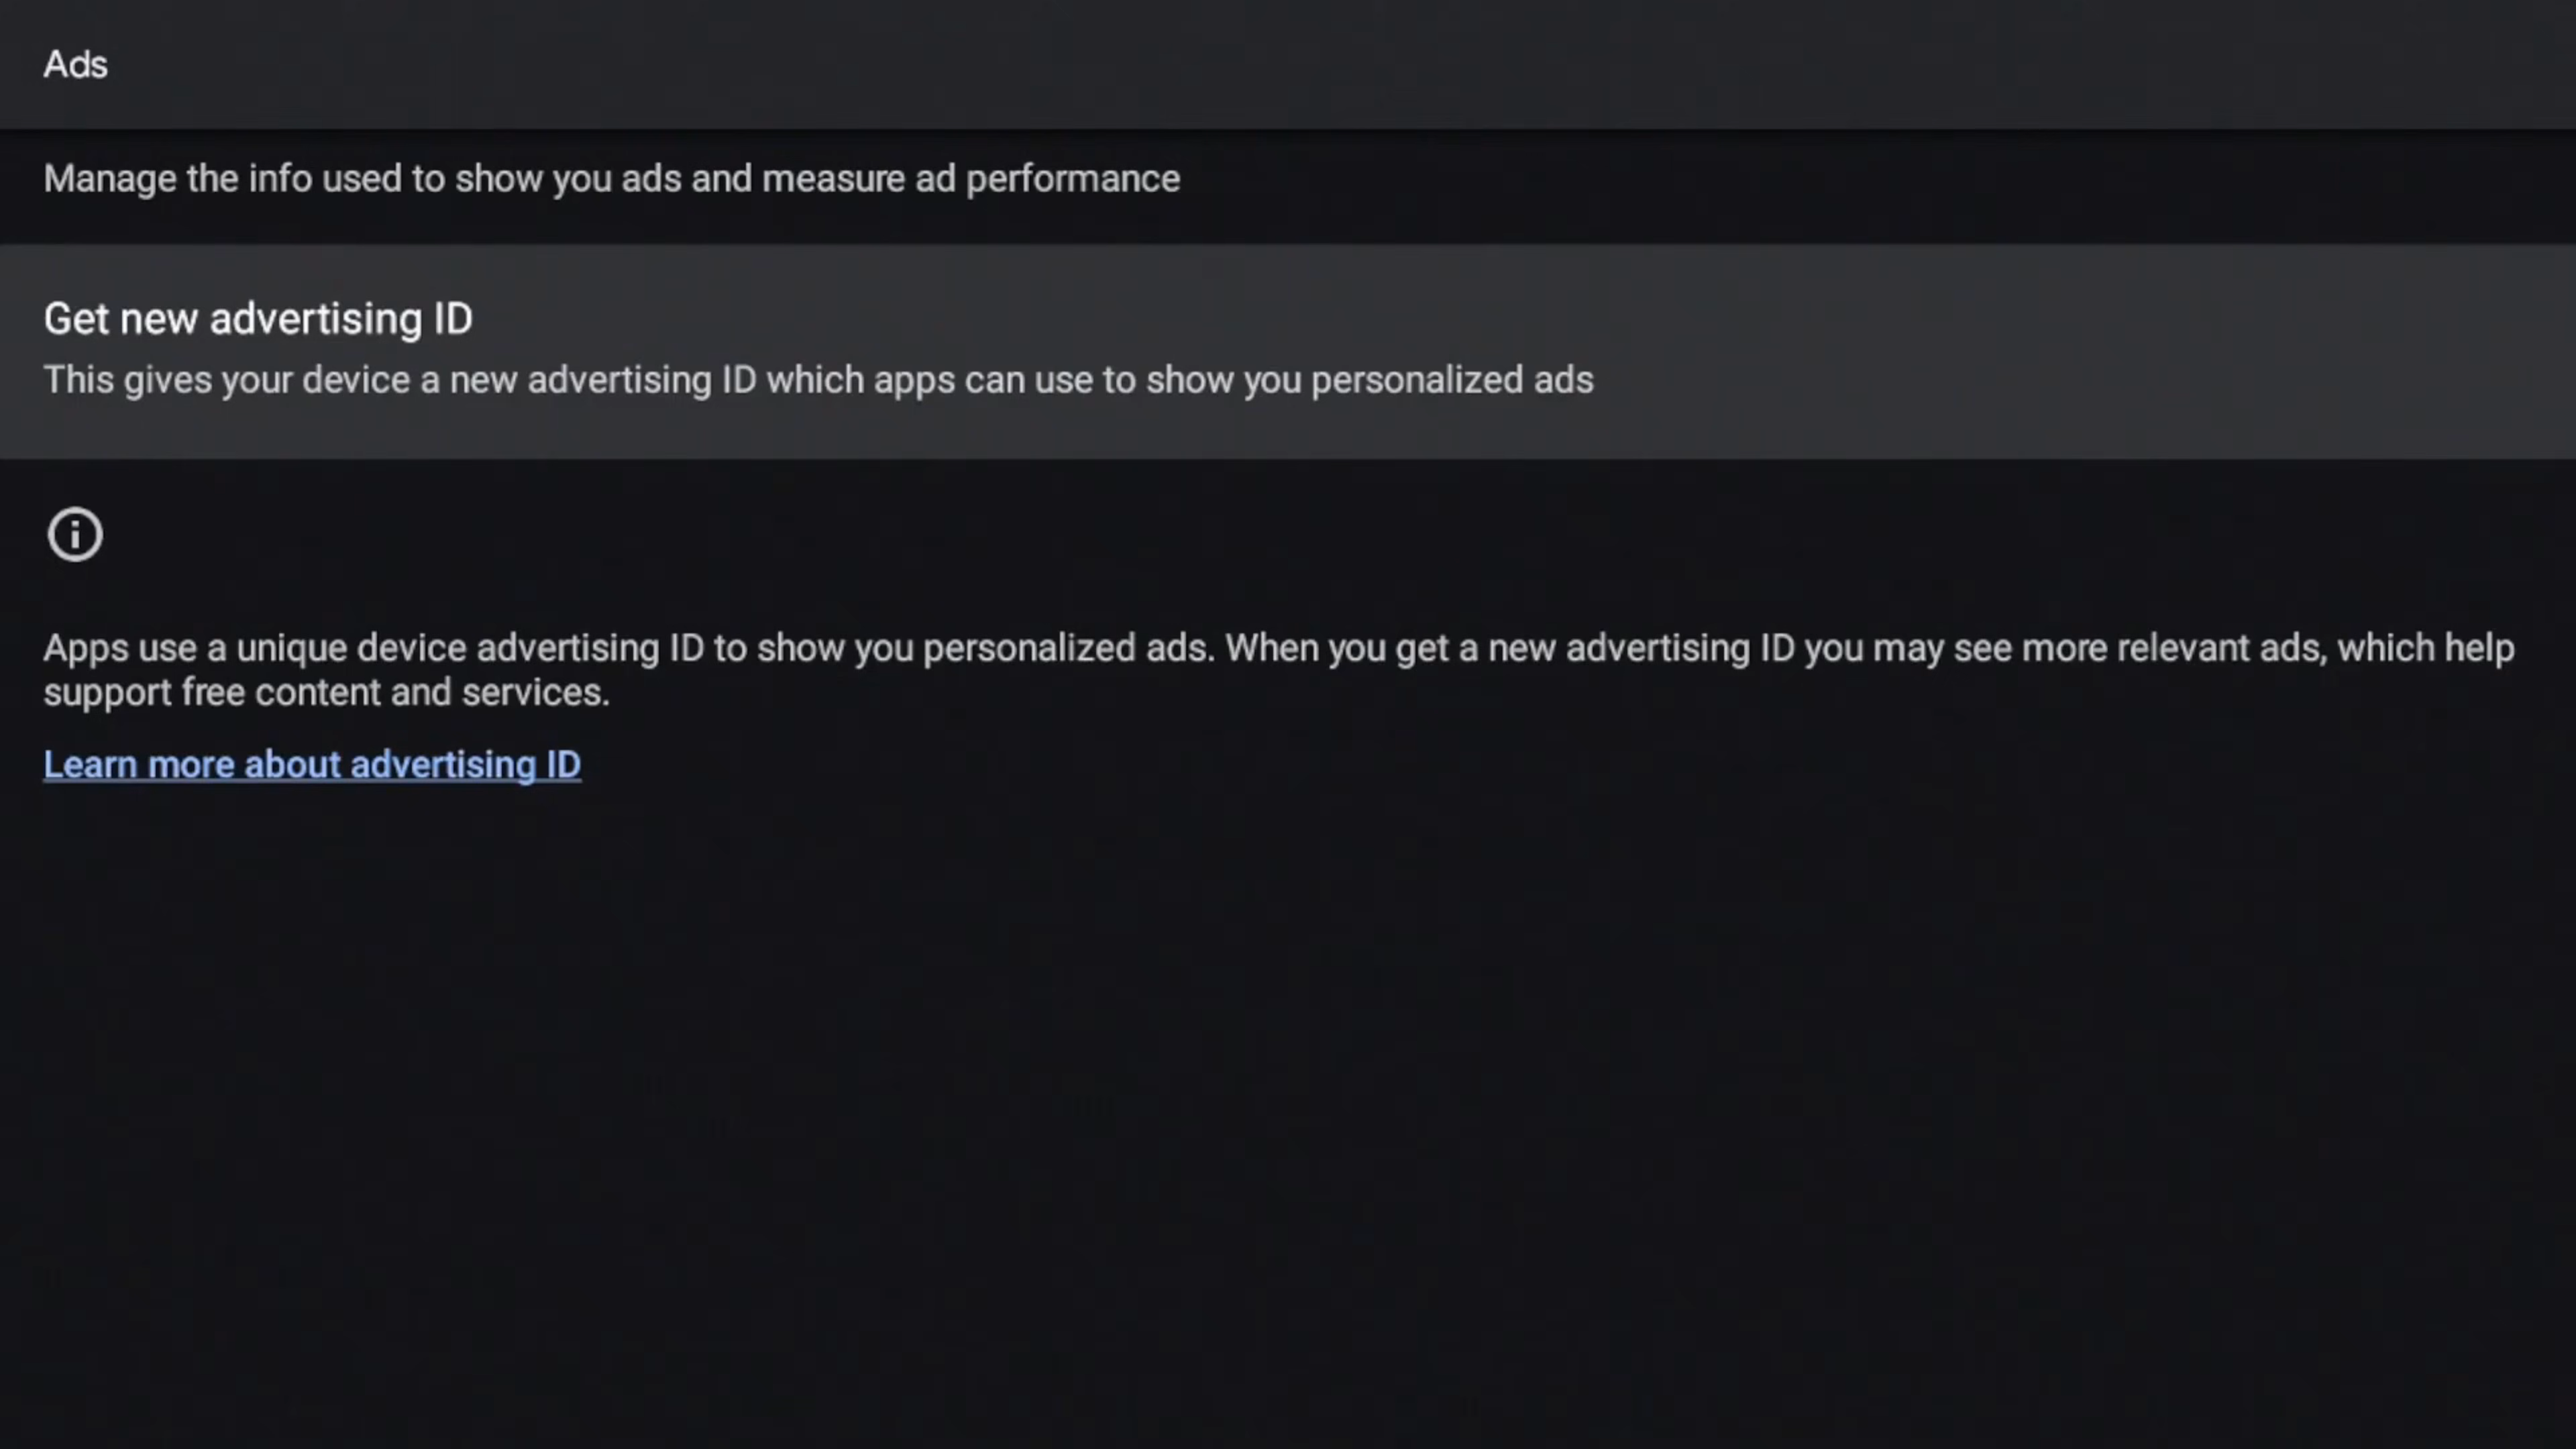 Ads
Manage the info used to show you ads and measure ad performance
Get new advertising ID
This gives your device a new advertising ID which apps can use to show you personalized ads
Apps use a unique device advertising ID to show you personalized ads. When you get a new advertising ID you may see more relevant ads, which help
support free content and services.
Learn more about advertising ID